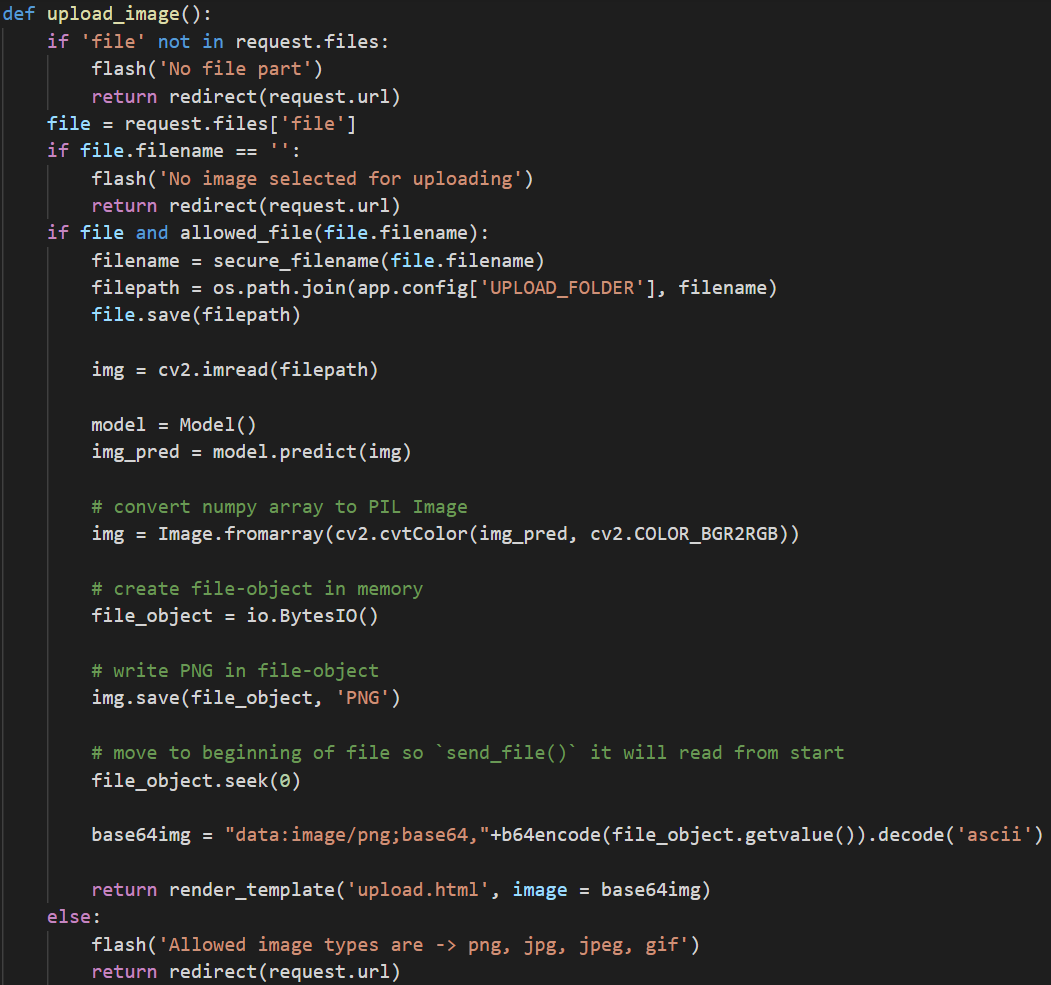 def upload_image():
    if 'file' not in request.files:
        flash('No file part')
        return redirect(request.url)
    file = request.files['file']
    if file.filename == '':
        flash('No image selected for uploading')
        return redirect(request.url)
    if file and allowed_file(file.filename):
        filename = secure_filename(file.filename)
        filepath = os.path.join(app.config['UPLOAD_FOLDER'], filename)
        file.save(filepath)

        img = cv2.imread(filepath)

        model = Model()
        img_pred = model.predict(img)

        # convert numpy array to PIL Image
        img = Image.fromarray(cv2.cvtColor(img_pred, cv2.COLOR_BGR2RGB))

        # create file-object in memory
        file_object = io.BytesIO()

        # write PNG in file-object
        img.save(file_object, 'PNG')

        # move to beginning of file so `send_file()` it will read from start
        file_object.seek(0)

        base64img = "data:image/png;base64,"+b64encode(file_object.getvalue()).decode('ascii')

        return render_template('upload.html', image = base64img)
    else:
        flash('Allowed image types are -> png, jpg, jpeg, gif')
        return redirect(request.url)